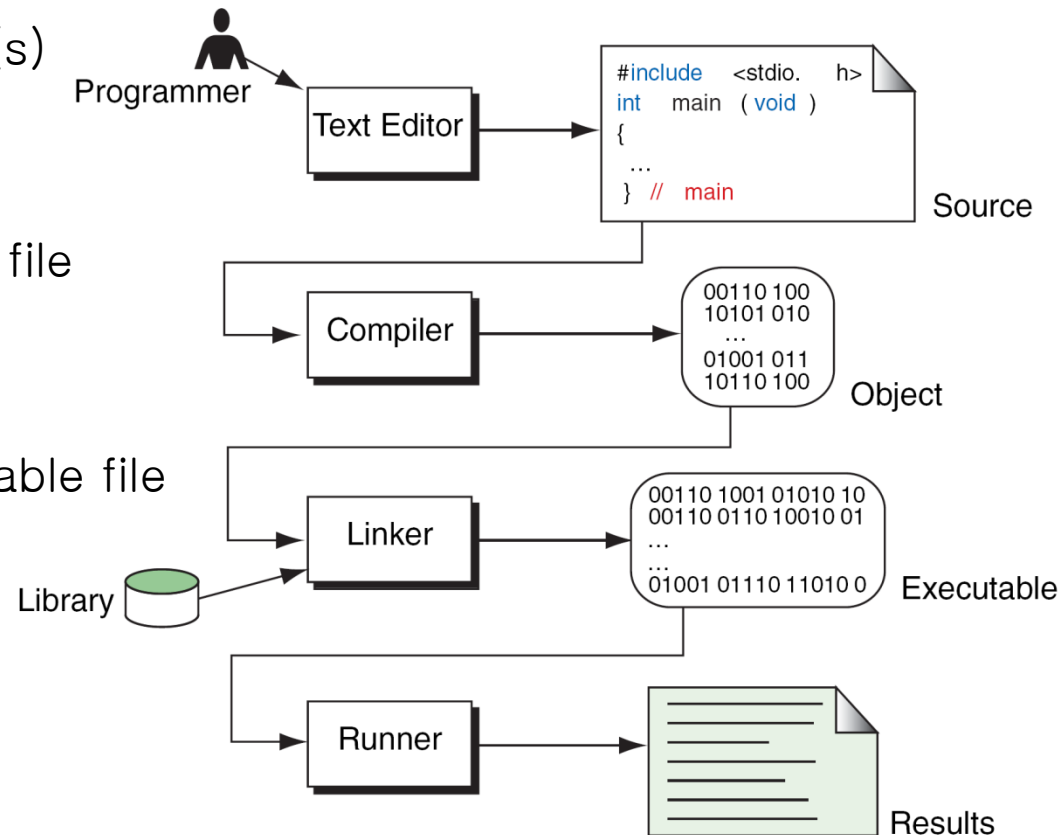 (s)
Programmer
Text Editor
#include <stdio. h>
int main ( void )
{
...
} // main
Source
file
Compiler
00110 100
10101 010
...
01001 011
10110 100
Object
able file
Linker
00110 1001 01010 10
00110 0110 10010 01
...
...
01001 01110 11010 0
Library
Executable
Runner
Results